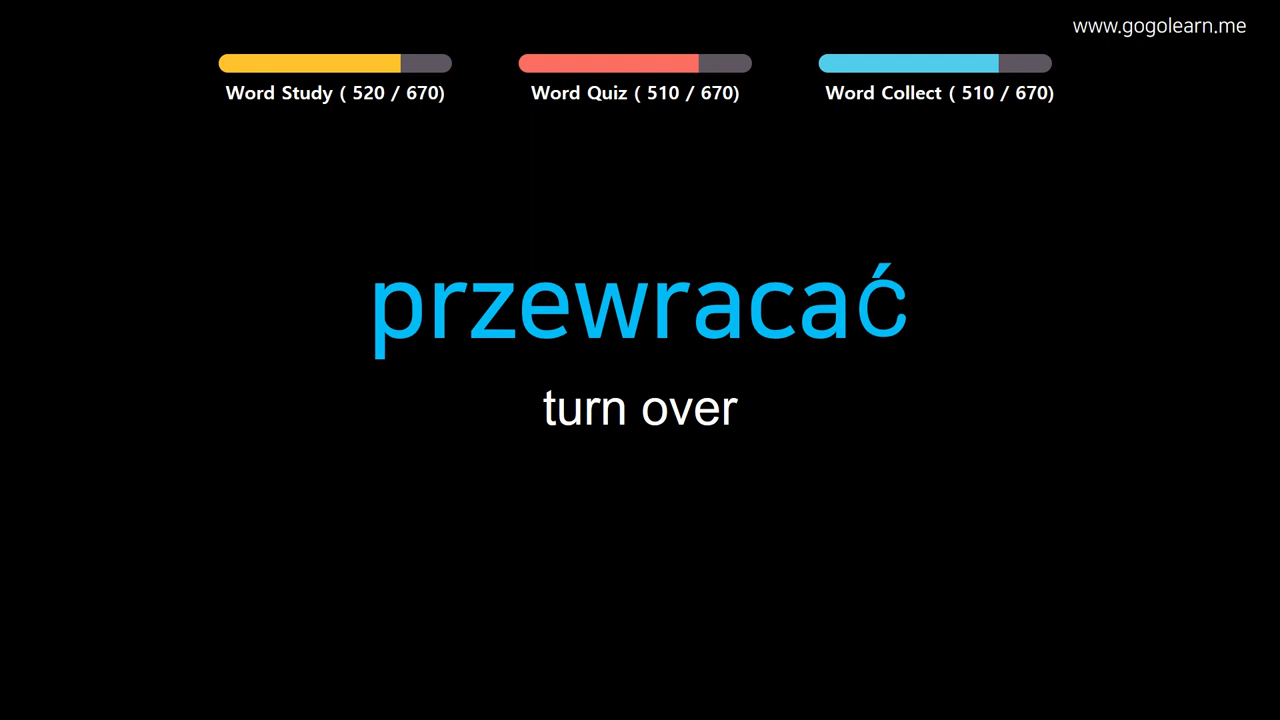 www.gogolearn.me
Word Study ( 520 / 670)
Word Quiz ( 510 / 670)
Word Collect ( 510 / 670)
przewracać
turn over